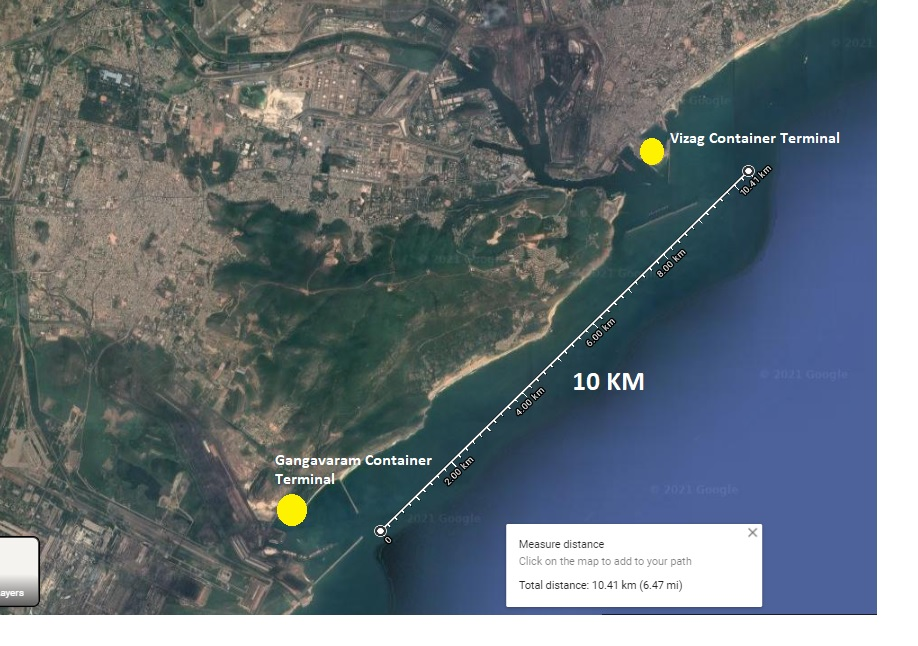 © 2021
Google
Vizag Container Terminal
10.41 km
8.00 km
6.00 km
10 KM
© 2021 Google
4.00 km
Gangavaram Container
Terminal
2.00 km
© 2021 Google
2021 Google
0
Measure distance
Click on the map to add to your path
Total distance: 10.41 km (6.47 mi)
ayers